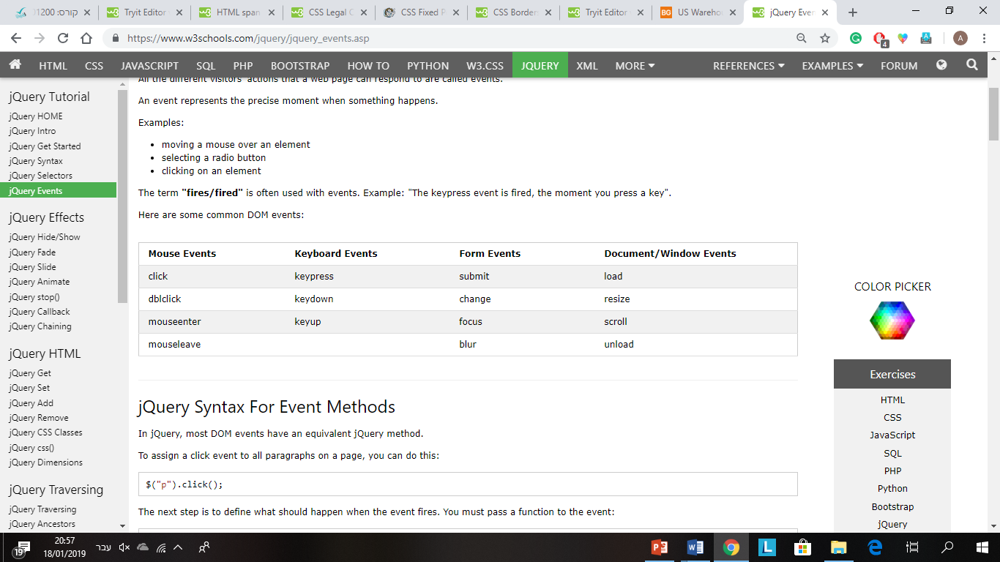 קורס: 01200
Tryit Editor
HTML span
CSS Legal C
CSS Fixed P
CSS Border
Tryit Editor
BG US Wareho
jQuery Even
https://www.w3schools.com/jquery/jquery_events.asp
4
A
HTML CSS JAVASCRIPT SQL PHP BOOTSTRAP HOW TO PYTHON W3.CSS JQUERY XML MORE REFERENCES EXAMPLES FORUM
jQuery Tutorial
jQuery HOME
jQuery Intro
jQuery Get Started
jQuery Syntax
jQuery Selectors
jQuery Events
jQuery Effects
jQuery Hide/Show
jQuery Fade
jQuery Slide
jQuery Animate
jQuery stop()
jQuery Callback
jQuery Chaining
jQuery HTML
jQuery Get
jQuery Set
jQuery Add
jQuery Remove
jQuery CSS Classes
jQuery css()
jQuery Dimensions
jQuery Traversing
jQuery Traversing
jQuery Ancestors
All the different visitors' actions that a web page can respond to are called events.
An event represents the precise moment when something happens.
Examples:
moving a mouse over an element
selecting a radio button
clicking on an element
The term "fires/fired" is often used with events. Example: "The keypress event is fired, the moment you press a key".
Here are some common DOM events:
Mouse Events Keyboard Events Form Events Document/Window Events
click keypress submit load
dblclick keydown change resize
mouseenter keyup focus scroll
mouseleave blur unload
jQuery Syntax For Event Methods
In jQuery, most DOM events have an equivalent jQuery method.
To assign a click event to all paragraphs on a page, you can do this:
$("p").click();
The next step is to define what should happen when the event fires. You must pass a function to the event:
COLOR PICKER
Exercises
HTML
CSS
JavaScript
SQL
PHP
Python
Bootstrap
jQuery
19
20:57
18/01/2019
עבר